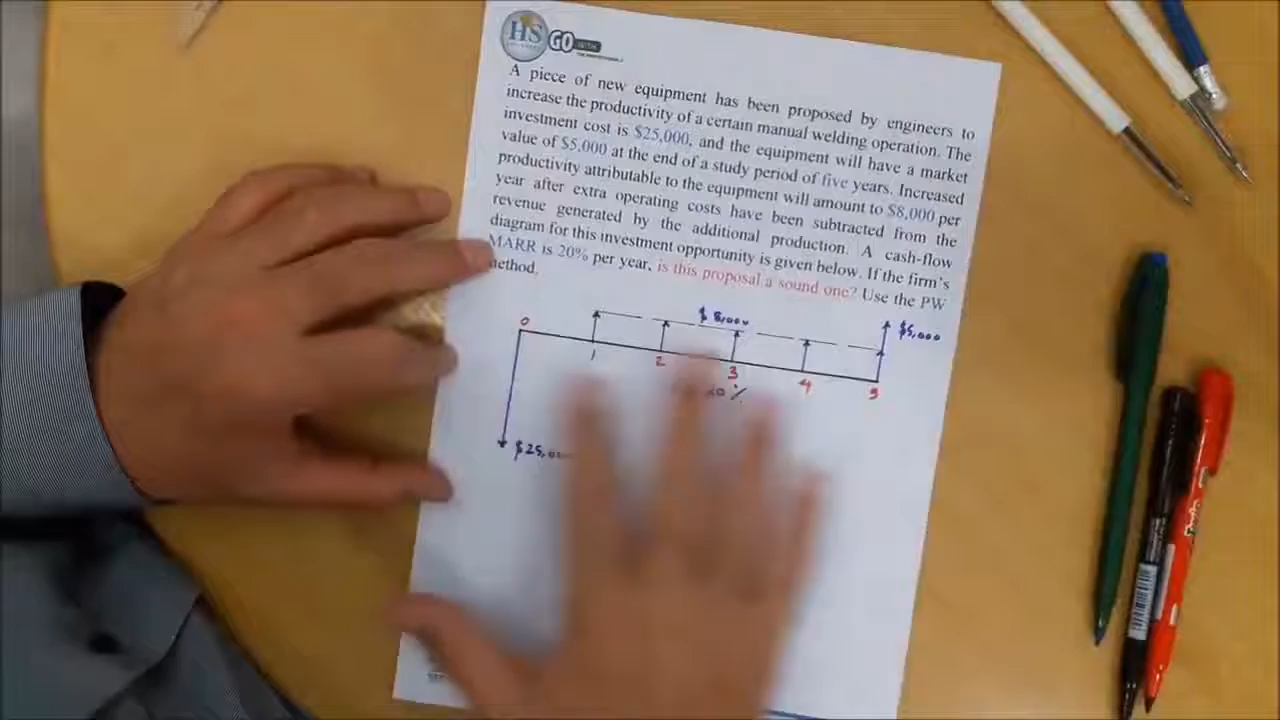 HS
GO WITH
A piece of new equipment has been proposed by engineers to
increase the productivity of a certain manual welding operation. The
investment cost is $25,000, and the equipment will have a market
value of $5,000 at the end of a study period of five years. Increased
productivity attributable to the equipment will amount to $8,000 per
year after extra operating costs have been subtracted from the
revenue generated by the additional production. A cash-flow
diagram for this investment opportunity is given below. If the firm's
MARR is 20% per year, is this proposal a sound one? Use the PW
method.
0 $ 8,000 $5,000
1 2 3 4 5
20 %
$25,